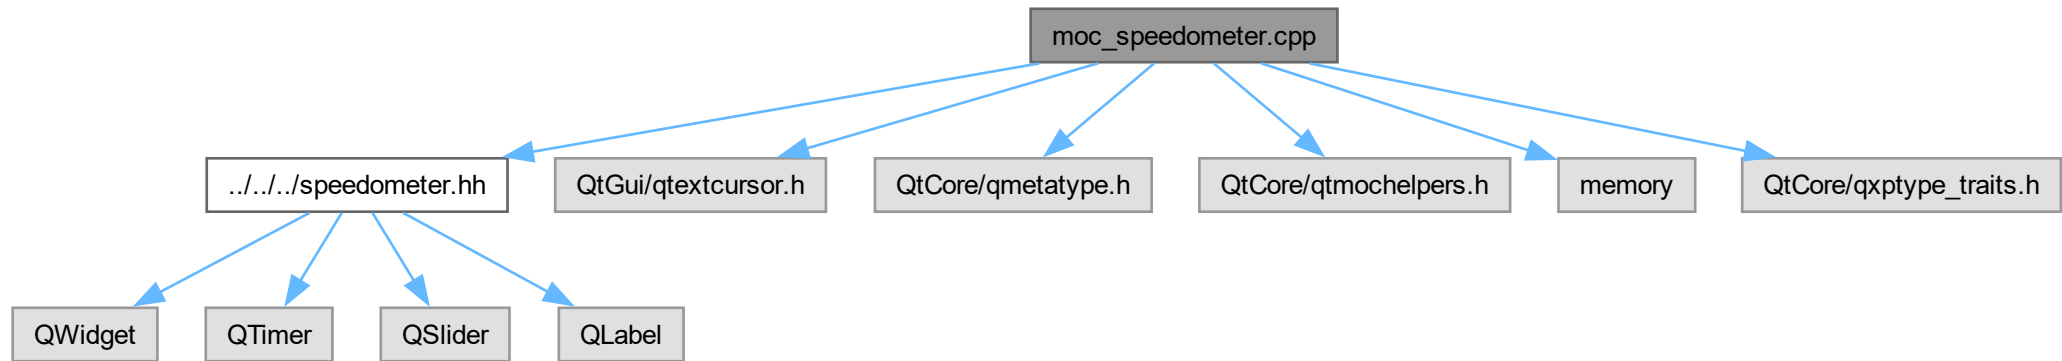 moc_speedometer.cpp
../../../speedometer.hh
QtGui/qtextcursor.h
QtCore/qmetatype.h
QtCore/qtmochelpers.h
memory
QtCore/qxptype_traits.h
QWidget
QTimer
QSlider
QLabel